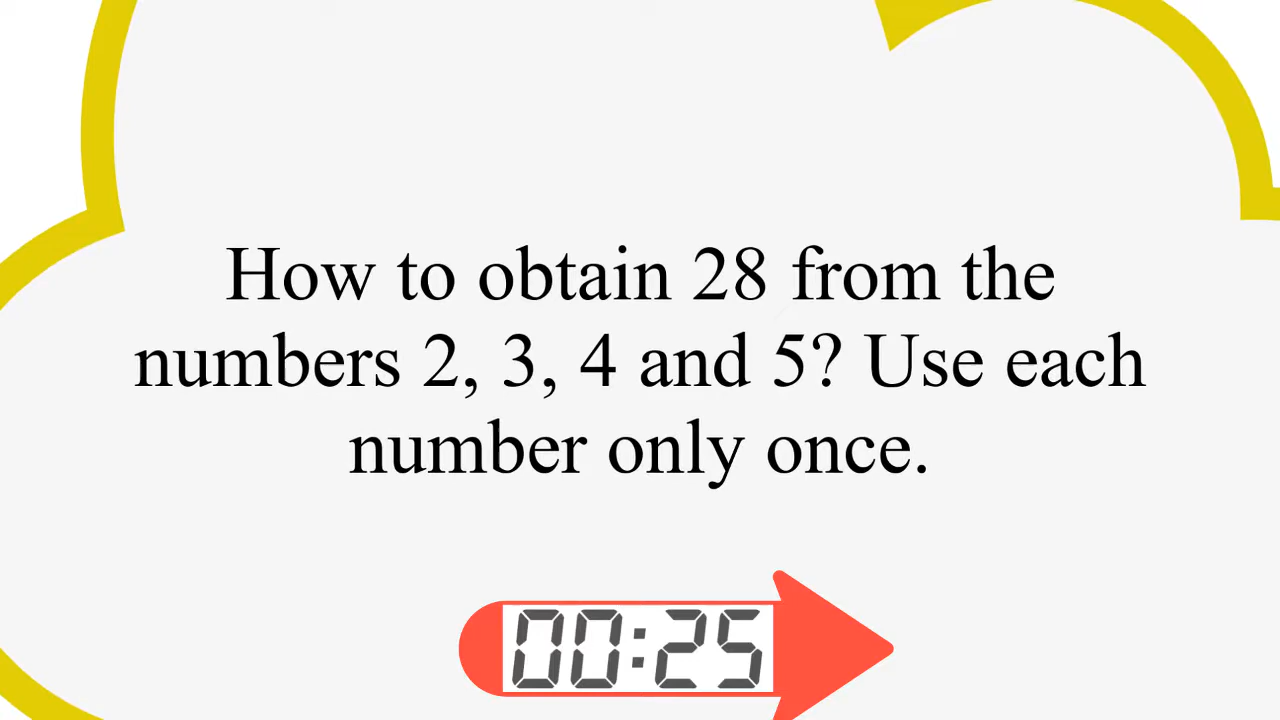 How to obtain 28 from the
numbers 2, 3, 4 and 5? Use each
number only once.
00:25